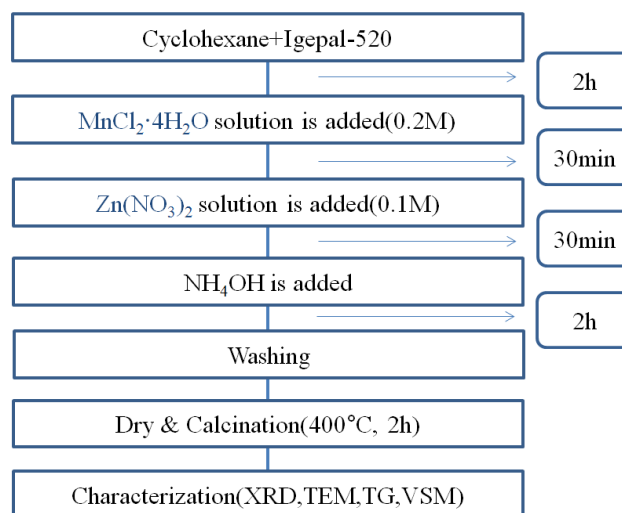 Cyclohexane+Igepal-520
2h
MnCl₂·4H₂O solution is added(0.2M)
30min
Zn(NO₃)₂ solution is added(0.1M)
30min
NH₄OH is added
2h
Washing
Dry & Calcination(400°C, 2h)
Characterization(XRD,TEM,TG,VSM)